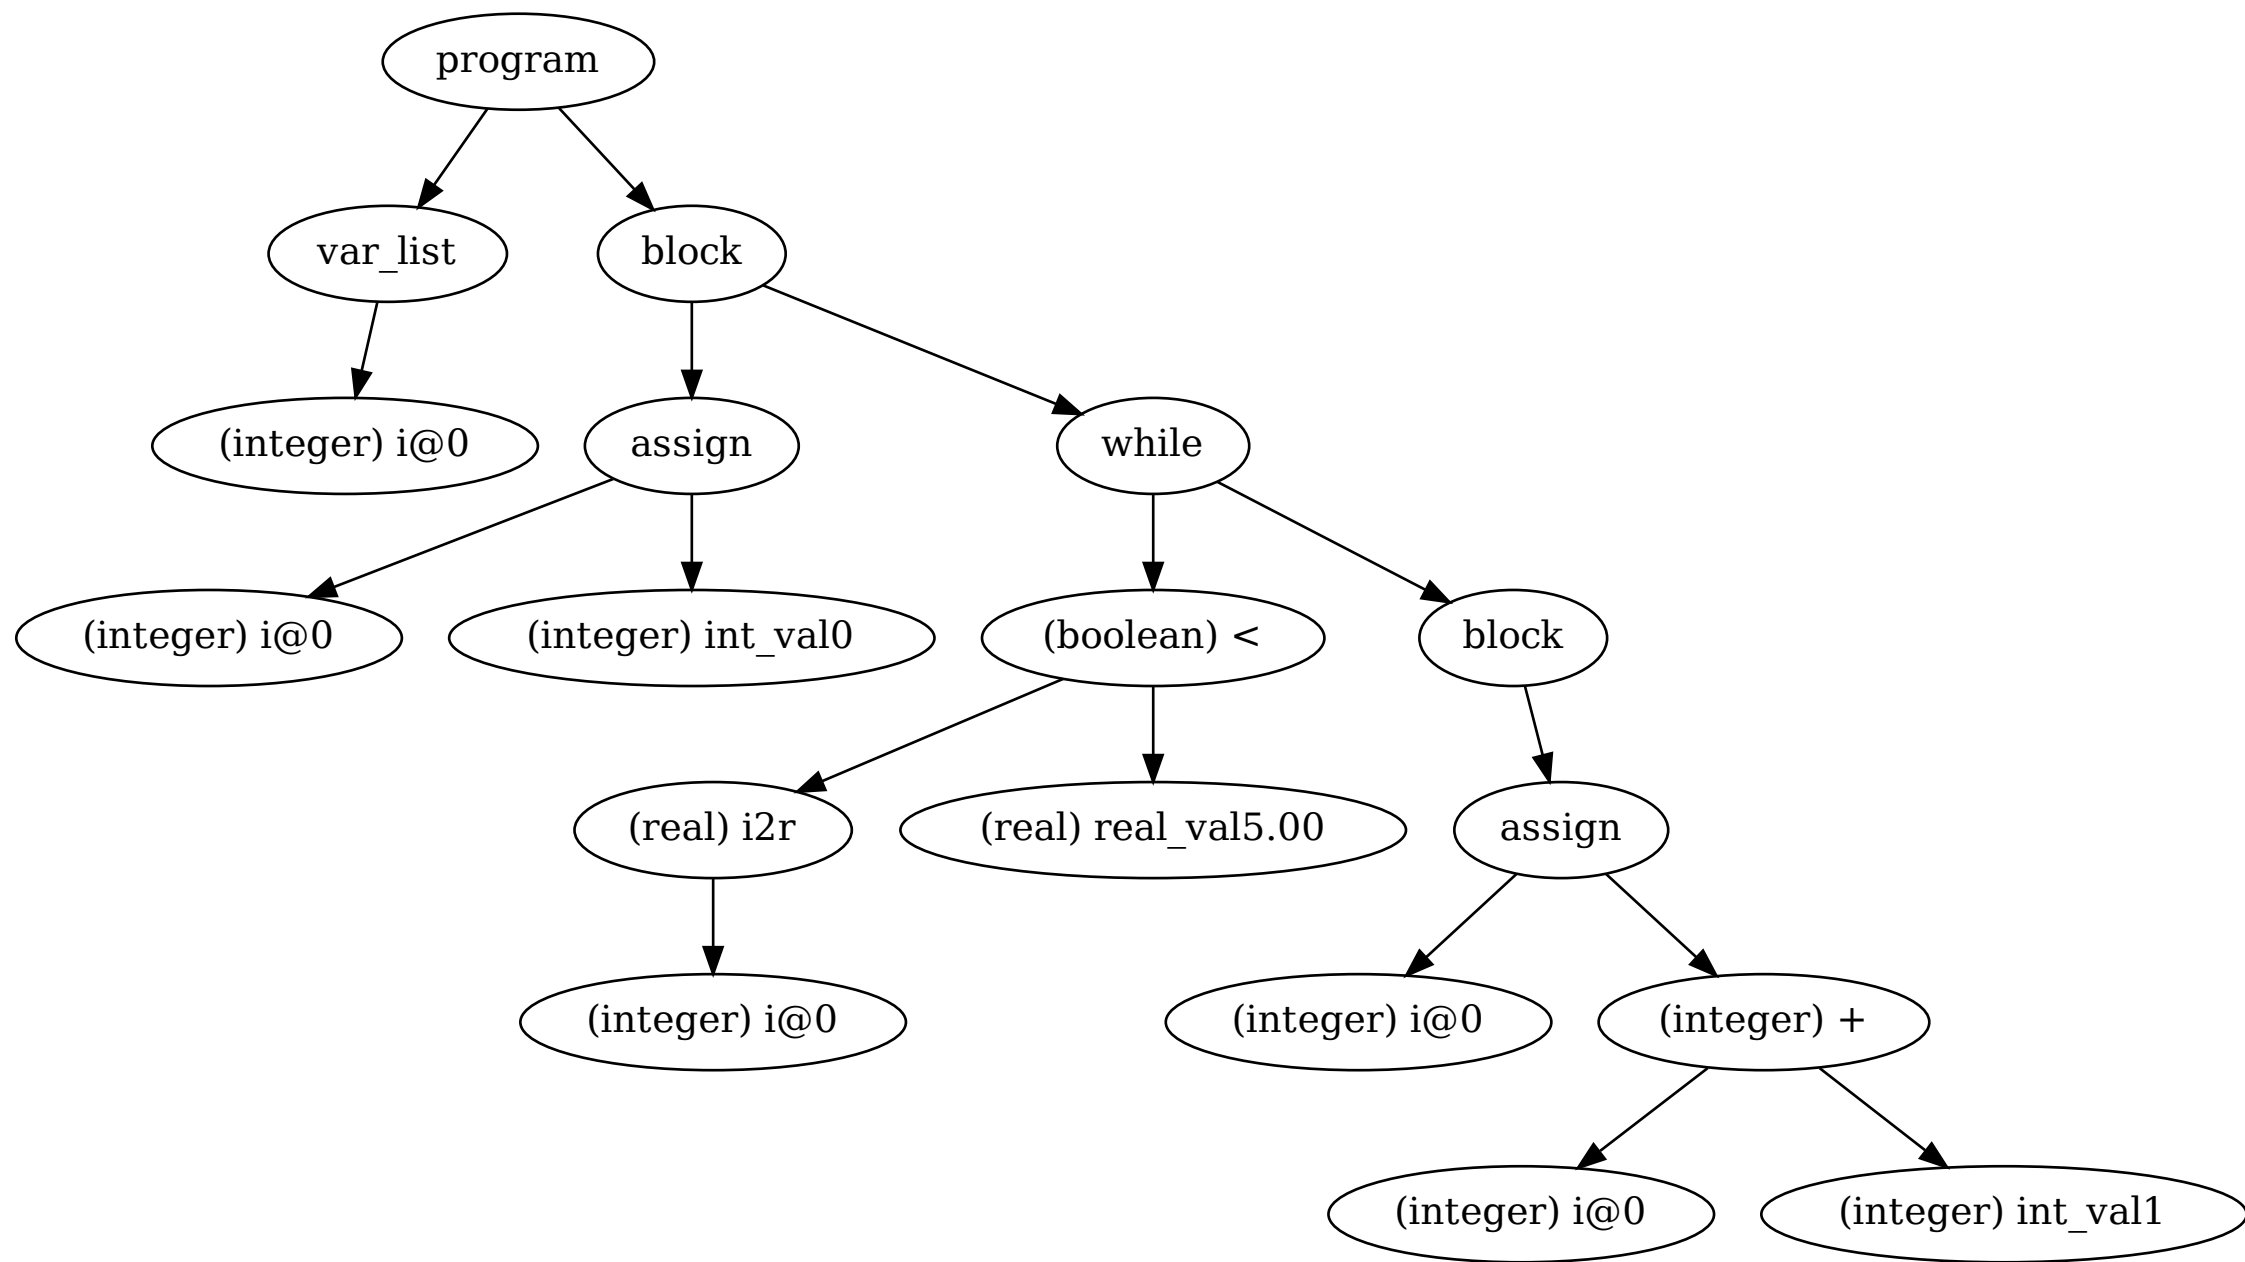 program
var_list
block
(integer) i@0
assign
while
(integer) i@0
(integer) int_val0
(boolean) <
block
(real) i2r
(real) real_val5.00
assign
(integer) i@0
(integer) i@0
(integer) +
(integer) i@0
(integer) int_val1